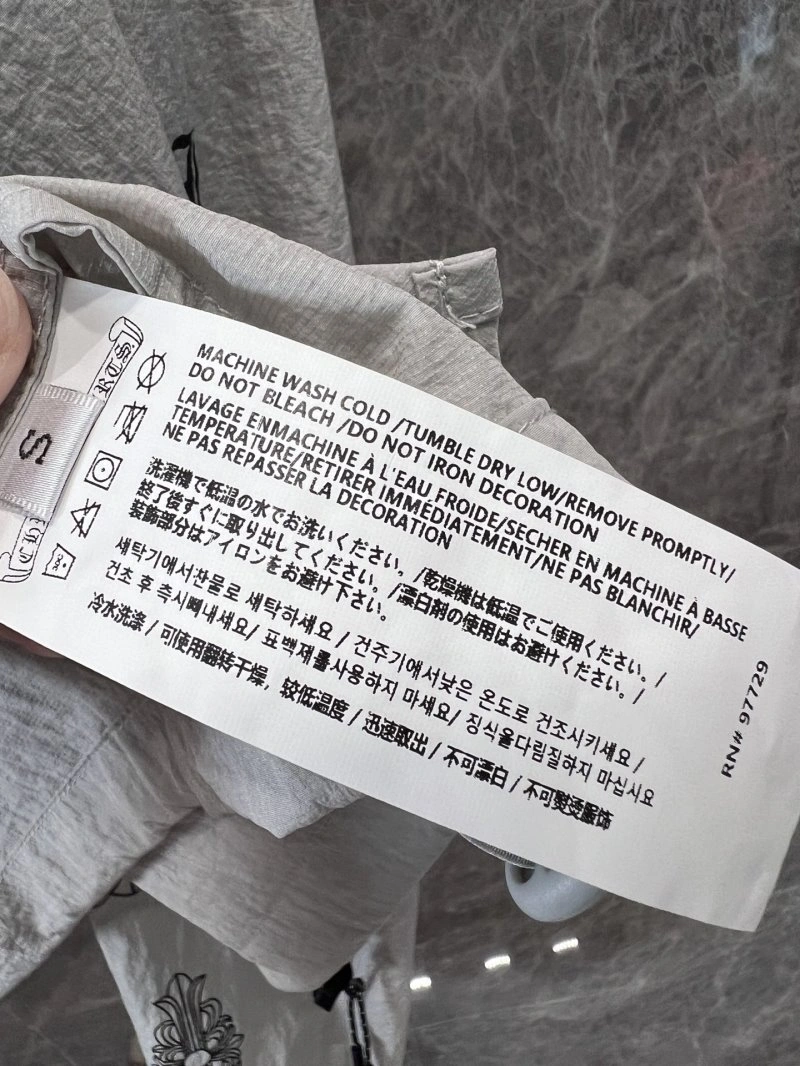 MACHINE WASH COLD /TUMBLE DRY LOW/REMOVE PROMPTLY/
DO NOT BLEACH /DO NOT IRON DECORATION
LAVAGE ENMACHINE À L'EAU FROIDE/SECHER EN MACHINE À BASSE
TEMPERATURE/RETIRER IMMÉDIATEMENT/NE PAS BLANCHIR/
NE PAS REPASSER LA DECORATION
洗濯機で低温の水でお洗いください。/乾燥機は低温でご使用ください。/
終了後すぐに取り出してください。/漂白剤の使用はお避けください。/
装飾部分はアイロンをお避け下さい。
세탁기에서찬물로 세탁하세요 / 건주기에서낮은 온도로 건조시키세요 /
건초 후 측시빼내세요/ 표백제를사용하지 마세요/ 징식올다림질하지 마십시요
冷水洗涤 / 可使用翻转干燥，较低温度 / 迅速取出 / 不可漂白 / 不可熨烫服饰
RN# 97729
S